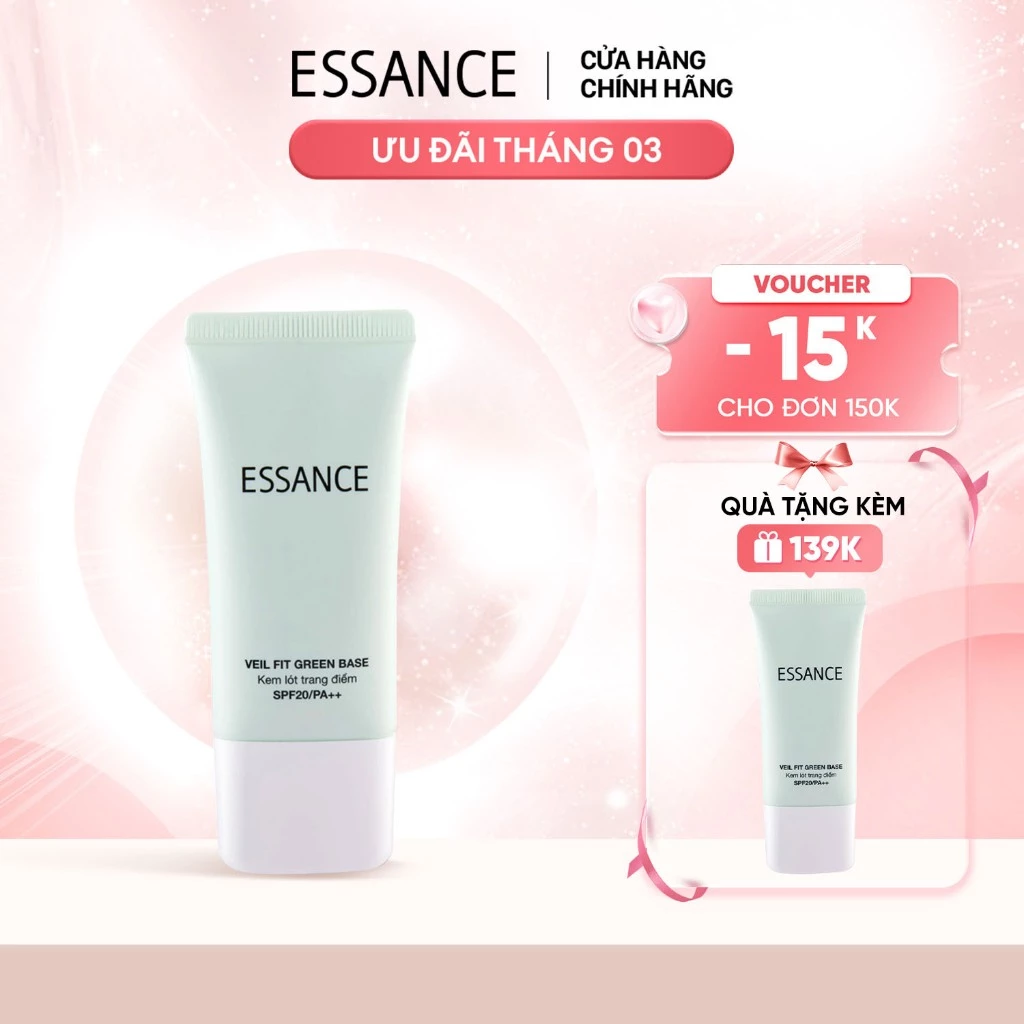 ESSANCE
CỬA HÀNG
CHÍNH HÃNG
ƯU ĐÃI THÁNG 03
VOUCHER
- 15K
CHO ĐƠN 150K
QUÀ TẶNG KÈM
139K
ESSANCE
VEIL FIT GREEN BASE
Kem lót trang điểm
SPF20/PA++
ESSANCE
VEIL FIT GREEN BASE
Kem lót trang điểm
SPF20/PA++